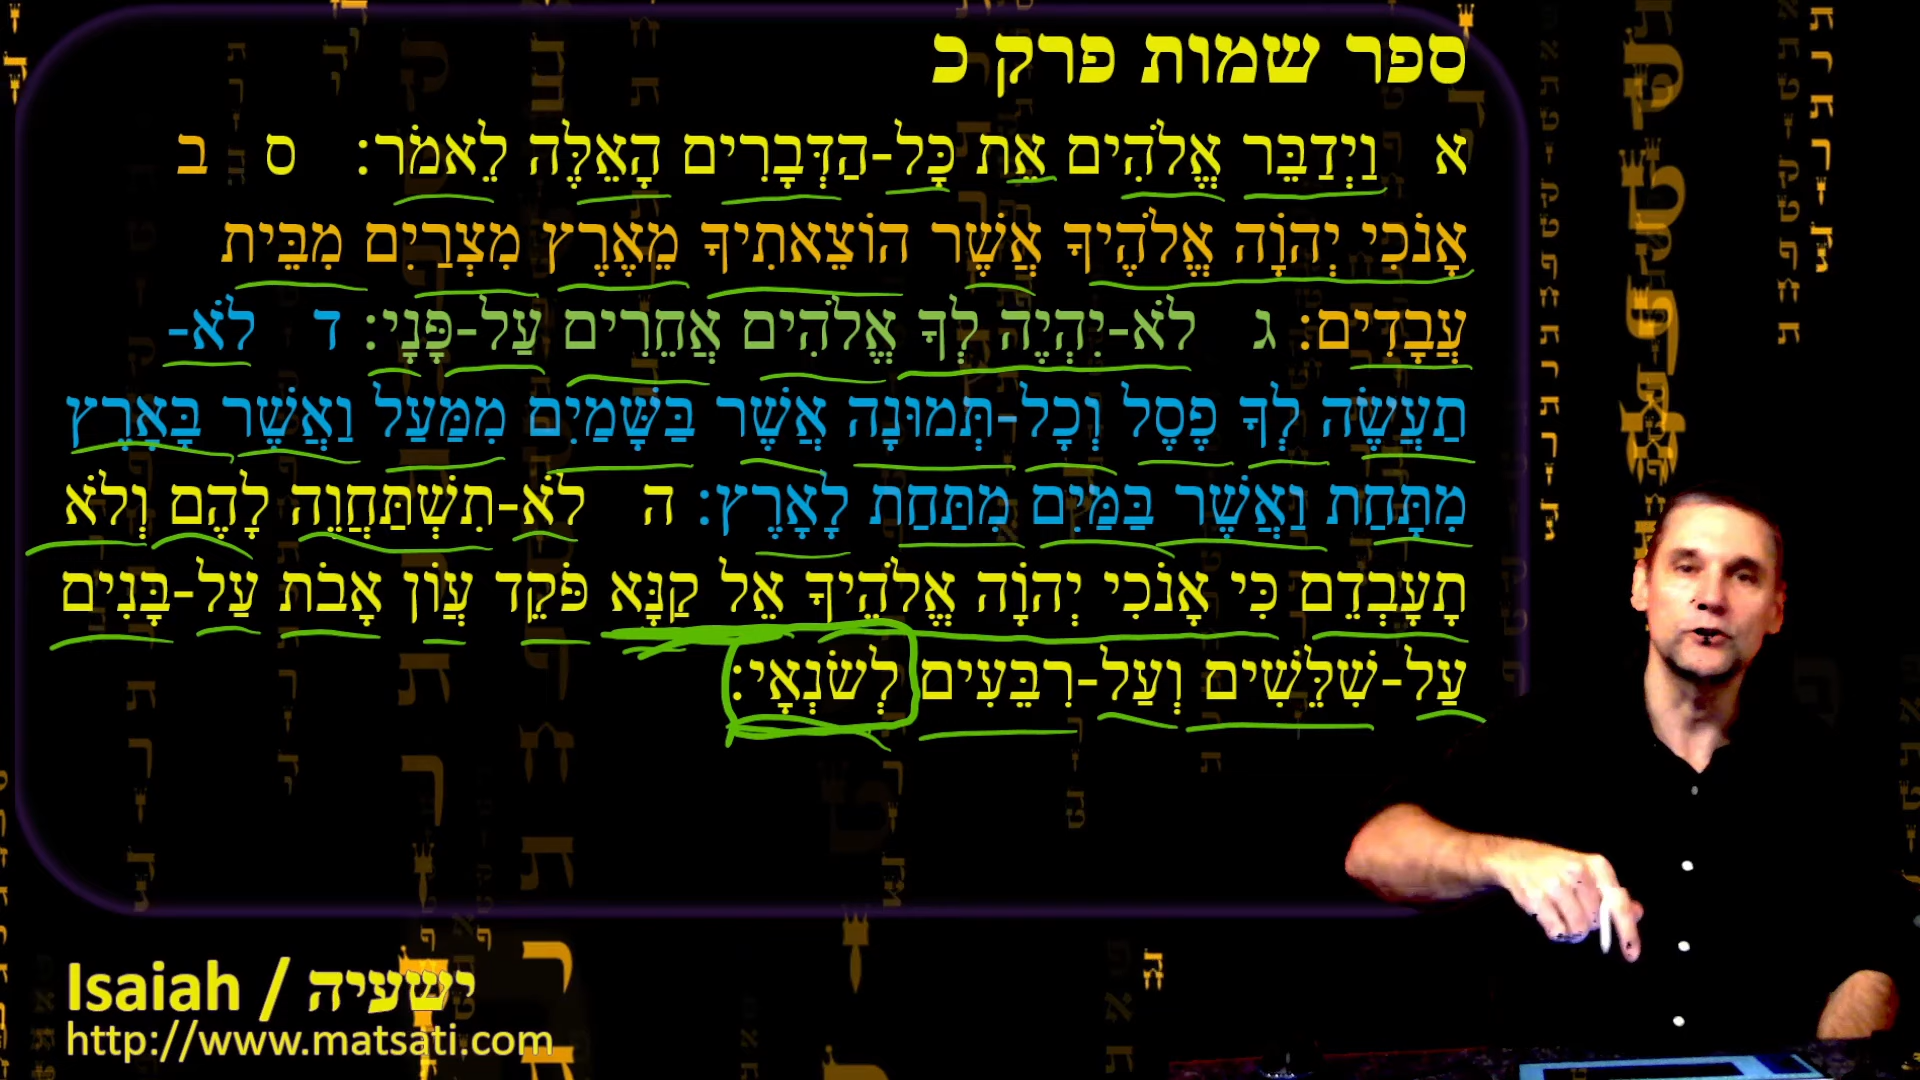 ספר שמות פרק כ
א וַיְדַבֵּר אֱלֹהִים אֵת כָּל-הַדְּבָרִים הָאֵלֶּה לֵאמֹר: ס ב
אָנֹכִי יְהוָה אֱלֹהֶיךָ אֲשֶׁר הוֹצֵאתִיךָ מֵאֶרֶץ מִצְרַיִם מִבֵּית
עֲבָדִים: ג לֹא-יִהְיֶה לְךָ אֱלֹהִים אֲחֵרִים עַל-פָּנָי: ד לֹא-
תַעֲשֶׂה לְךָ פֶסֶל וְכָל-תְּמוּנָה אֲשֶׁר בַּשָּׁמַיִם מִמַּעַל וַאֲשֶׁר בָּאָרֶץ
מִתָּחַת וַאֲשֶׁר בַּמַּיִם מִתַּחַת לָאָרֶץ: ה לֹא-תִשְׁתַּחֲוֶה לָהֶם וְלֹא
תָעָבְדֵם כִּי אָנֹכִי יְהוָה אֱלֹהֶיךָ אֵל קַנָּא פֹּקֵד עֲוֹן אָבֹת עַל-בָּנִים
עַל-שִׁלֵּשִׁים וְעַל-רִבֵּעִים לְשֹׂנְאָי:
Isaiah / ישעיה
http://www.matsati.com